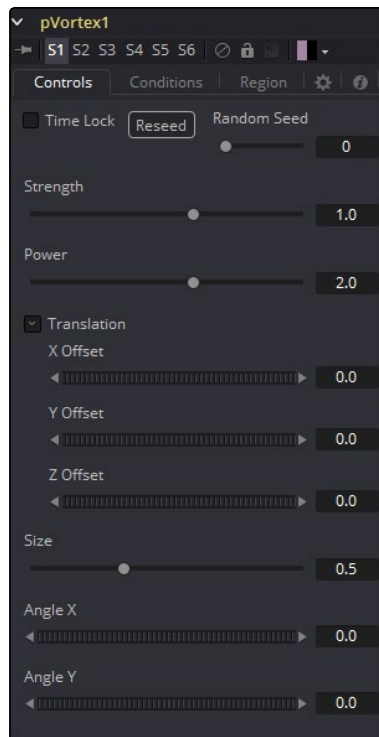 pVortex1
S1 S2 S3 S4 S5 S6
Controls Conditions Region
Time Lock Reseed Random Seed
0
Strength
1.0
Power
2.0
Translation
X Offset
0.0
Y Offset
0.0
Z Offset
0.0
Size
0.5
Angle X
0.0
Angle Y
0.0